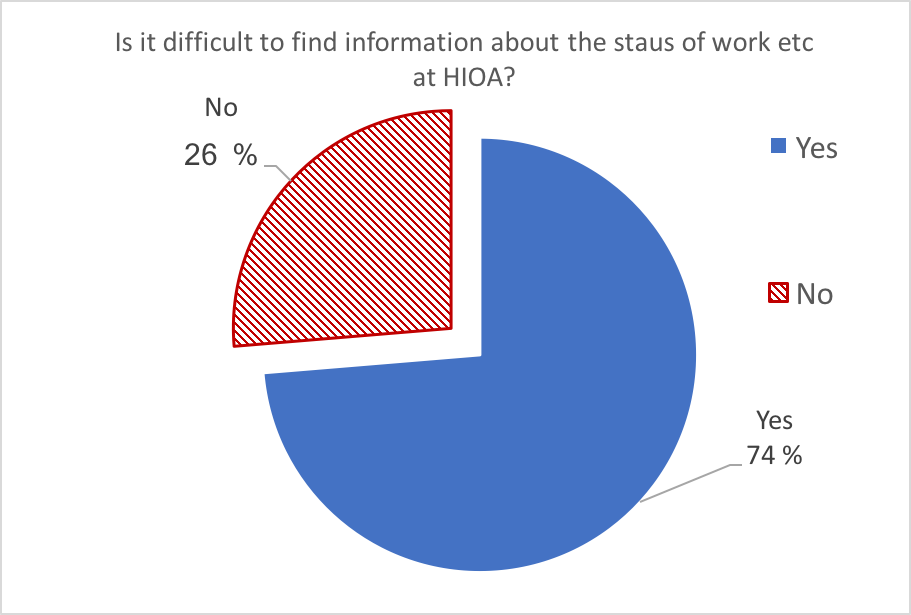 Is it difficult to find information about the staus of work etc
at HIOA?
No
26 %
Yes
No
Yes
74 %